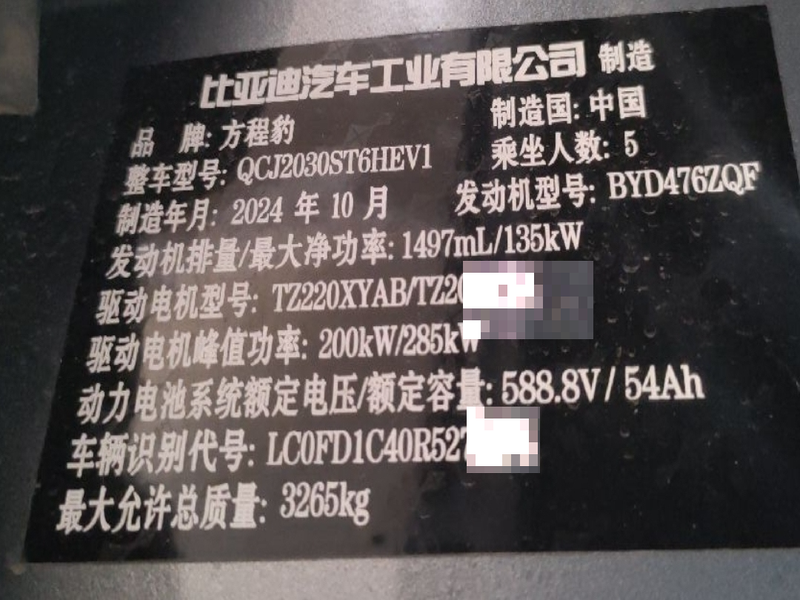 比亚迪汽车工业有限公司 制造
品 牌: 方程豹 制造国: 中国
整车型号: QCJ2030ST6HEV1 乘坐人数: 5
制造年月: 2024 年 10 月 发动机型号: BYD476ZQF
发动机排量/最大净功率: 1497mL/135kW
驱动电机型号: TZ220XYAB/TZ20
驱动电机峰值功率: 200kW/285kW
动力电池系统额定电压/额定容量: 588.8V / 54Ah
车辆识别代号: LC0FD1C40R527
最大允许总质量: 3265kg